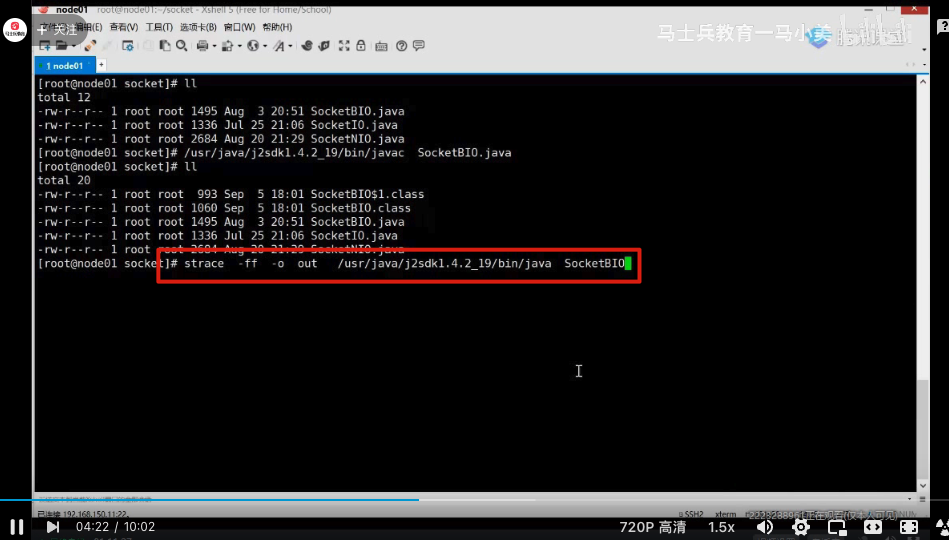 node01 root@node01:~/socket - Xshell 5 (Free for Home/School)
+ 关注
编辑(E) 查看(V) 工具(T) 选项卡(B) 窗口(W) 帮助(H)
马士兵教育一马小美
1 node01
[root@node01 socket]# ll
total 12
-rw-r--r-- 1 root root 1495 Aug  3 20:51 SocketBIO.java
-rw-r--r-- 1 root root 1336 Jul 25 21:06 SocketIO.java
-rw-r--r-- 1 root root 2684 Aug 20 21:29 SocketNIO.java
[root@node01 socket]# /usr/java/j2sdk1.4.2_19/bin/javac  SocketBIO.java
[root@node01 socket]# ll
total 20
-rw-r--r-- 1 root root  993 Sep  5 18:01 SocketBIO$1.class
-rw-r--r-- 1 root root 1060 Sep  5 18:01 SocketBIO.class
-rw-r--r-- 1 root root 1495 Aug  3 20:51 SocketBIO.java
-rw-r--r-- 1 root root 1336 Jul 25 21:06 SocketIO.java
-rw-r--r-- 1 root root 2684 Aug 20 21:29 SocketNIO.java
[root@node01 socket]# strace  -ff  -o  out   /usr/java/j2sdk1.4.2_19/bin/java  SocketBIO
已连接 192.168.150.11:22。
SSH2 xterm
正在观看(仅本人可见)
04:22 / 10:02
720P 高清 1.5x